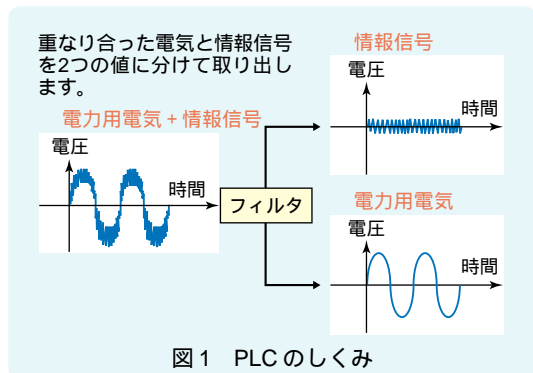 重なり合った電気と情報信号
を2つの値に分けて取り出し
ます。
電力用電気+情報信号
電圧
時間
フィルタ
情報信号
電圧
時間
電力用電気
電圧
時間
図1 PLCのしくみ